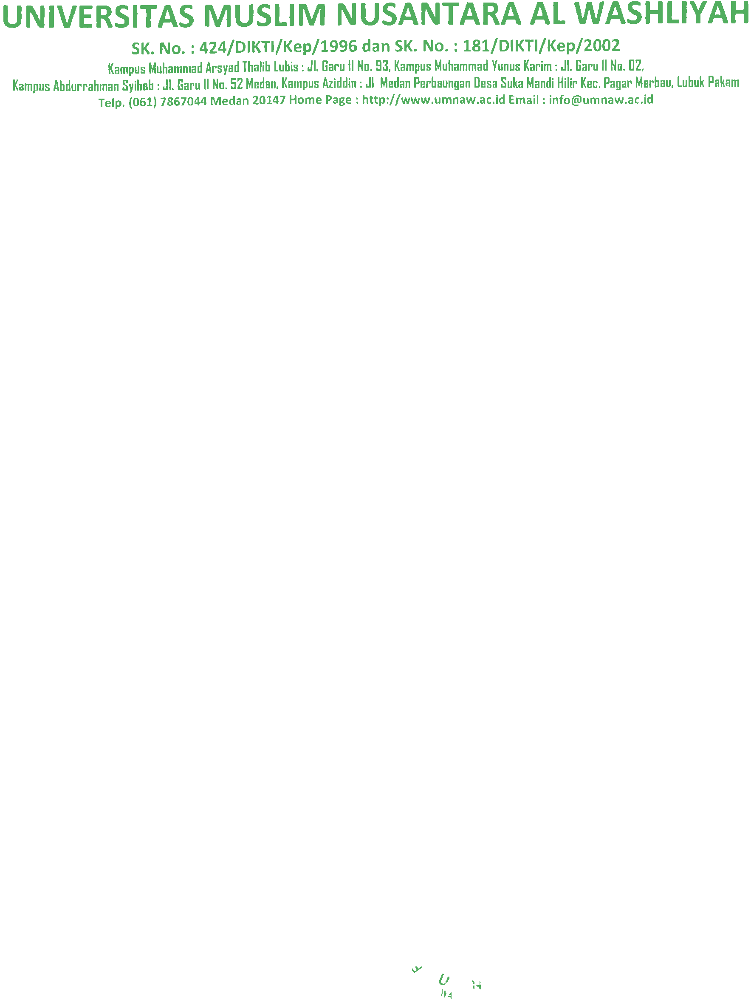 UNIVERSITAS MUSLIM NUSANTARA AL WASHLIYAH
SK. No. : 424/DIKTI/Kep/1996 dan SK. No. : 181/DIKTI/Kep/2002
Kampus Muhammad Arsyad Thalib Lubis : Jl. Garu II No. 93, Kampus Muhammad Yunus Karim : Jl. Garu II No. 02,
Kampus Abdurrahman Syihab : Jl. Garu II No. 52 Medan, Kampus Aziddin : Jl Medan Perbaungan Desa Suka Mandi Hilir Kec. Pagar Merbau, Lubuk Pakam
Telp. (061) 7867044 Medan 20147 Home Page : http://www.umnaw.ac.id Email : info@umnaw.ac.id